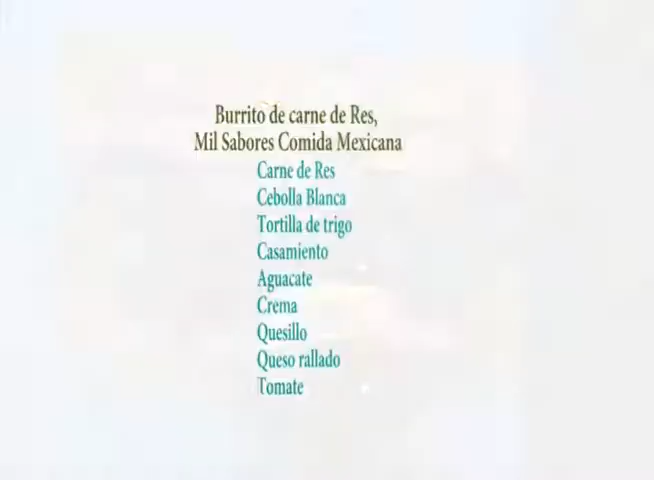 Burrito de carne de Res,
Mil Sabores Comida Mexicana
Carne de Res
Cebolla Blanca
Tortilla de trigo
Casamiento
Aguacate
Crema
Quesillo
Queso rallado
Tomate